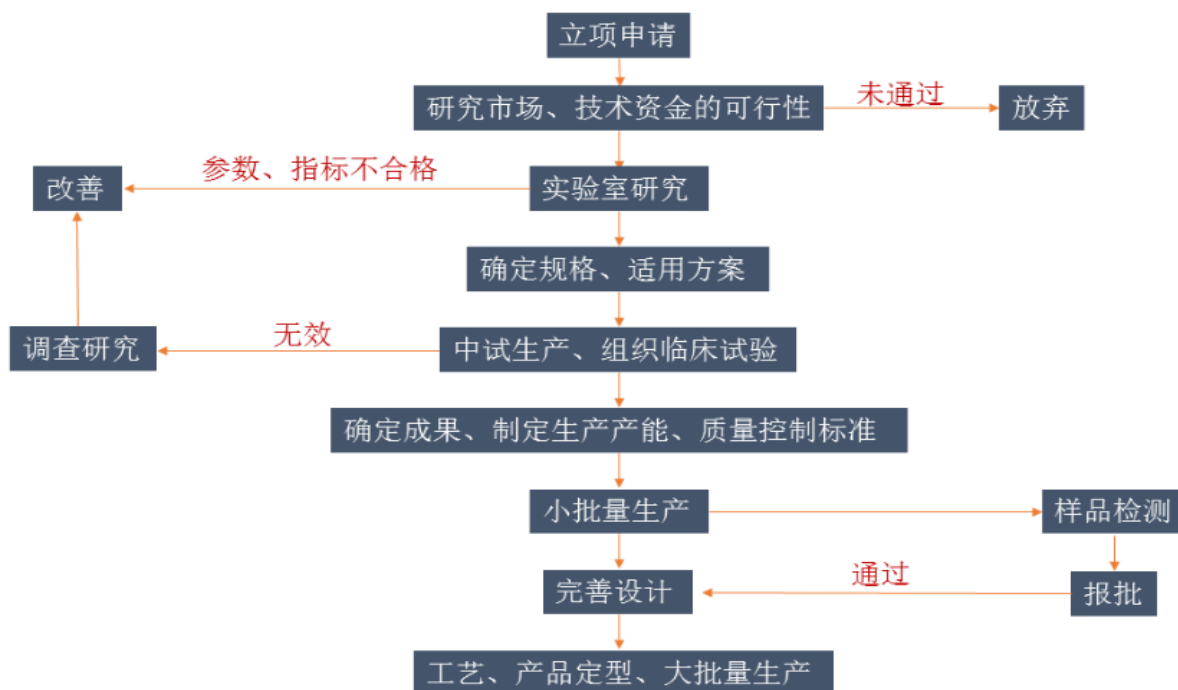 立项申请
研究市场、技术资金的可行性
未通过
放弃
参数、指标不合格
改善
实验室研究
确定规格、适用方案
调查研究
无效
中试生产、组织临床试验
确定成果、制定生产产能、质量控制标准
小批量生产
样品检测
完善设计
通过
报批
工艺、产品定型、大批量生产